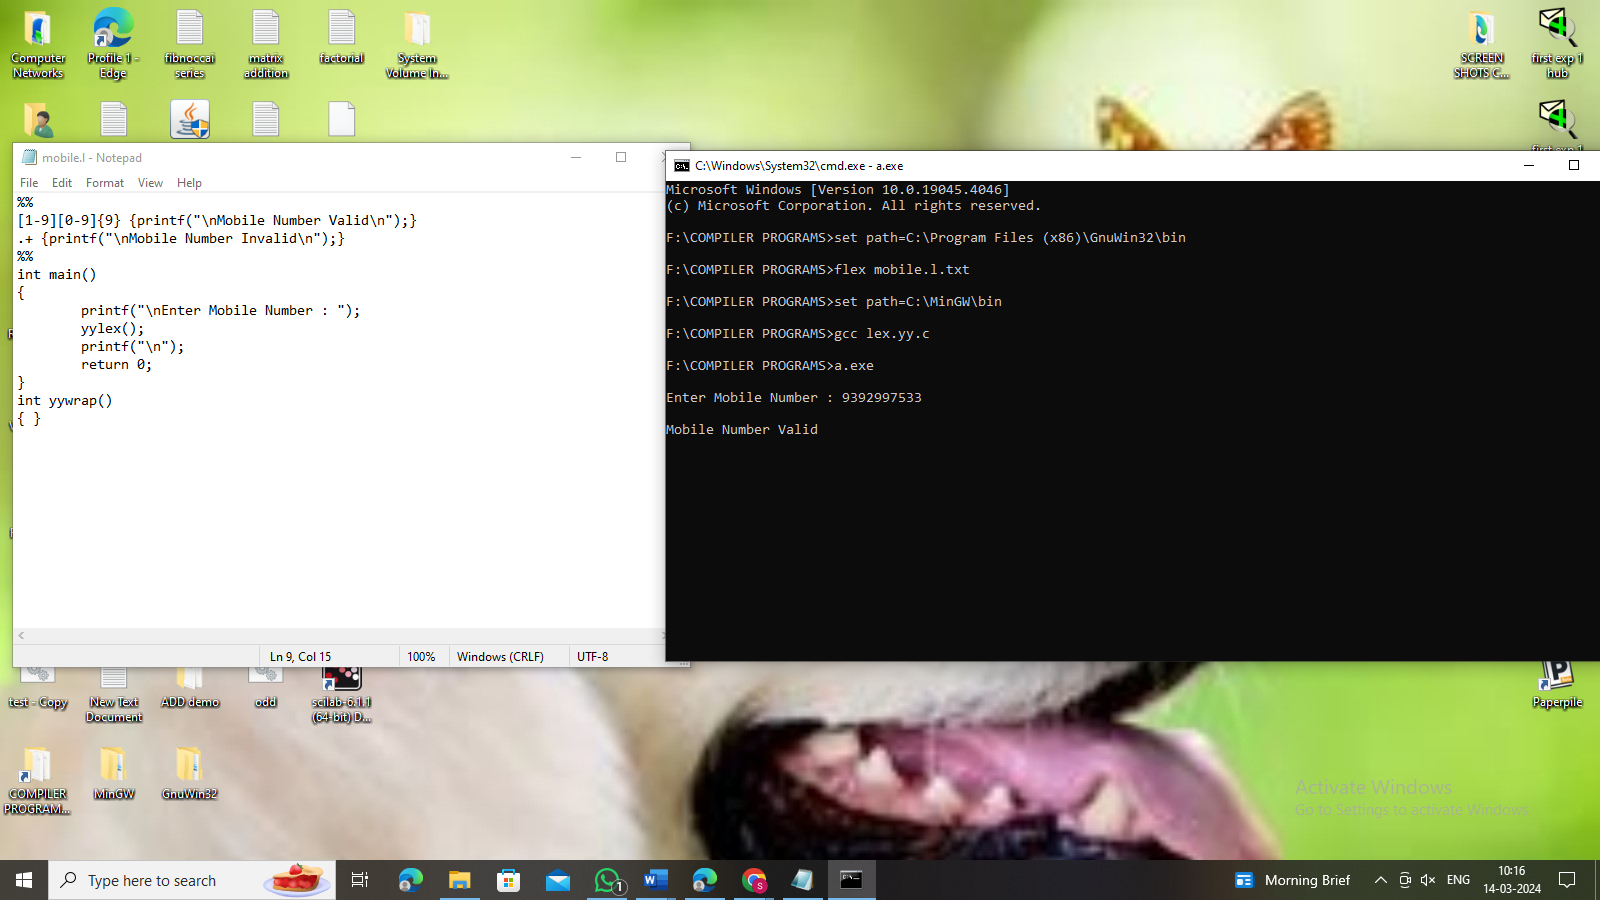 Computer
Networks
Profile 1 -
Edge
fibnoccai
series
matrix
addition
factorial
System
Volume In...
SCREEN
SHOTS C...
first exp 1
hub
first exp 1
mobile.l - Notepad
File Edit Format View Help
%%
[1-9][0-9]{9} {printf("\nMobile Number Valid\n");}
.+ {printf("\nMobile Number Invalid\n");}
%%
int main()
{
        printf("\nEnter Mobile Number : ");
        yylex();
        printf("\n");
        return 0;
}
int yywrap()
{ }
Ln 9, Col 15
100%
Windows (CRLF)
UTF-8
C:\Windows\System32\cmd.exe - a.exe
Microsoft Windows [Version 10.0.19045.4046]
(c) Microsoft Corporation. All rights reserved.
F:\COMPILER PROGRAMS>set path=C:\Program Files (x86)\GnuWin32\bin
F:\COMPILER PROGRAMS>flex mobile.l.txt
F:\COMPILER PROGRAMS>set path=C:\MinGW\bin
F:\COMPILER PROGRAMS>gcc lex.yy.c
F:\COMPILER PROGRAMS>a.exe
Enter Mobile Number : 9392997533
Mobile Number Valid
test - Copy
New Text
Document
ADD demo
odd
scilab-6.1.1
(64-bit) D...
Paperpile
COMPILER
PROGRAM...
MinGW
GnuWin32
Activate Windows
Go to Settings to activate Windows.
Type here to search
1
W
S
Morning Brief
ENG
10:16
14-03-2024